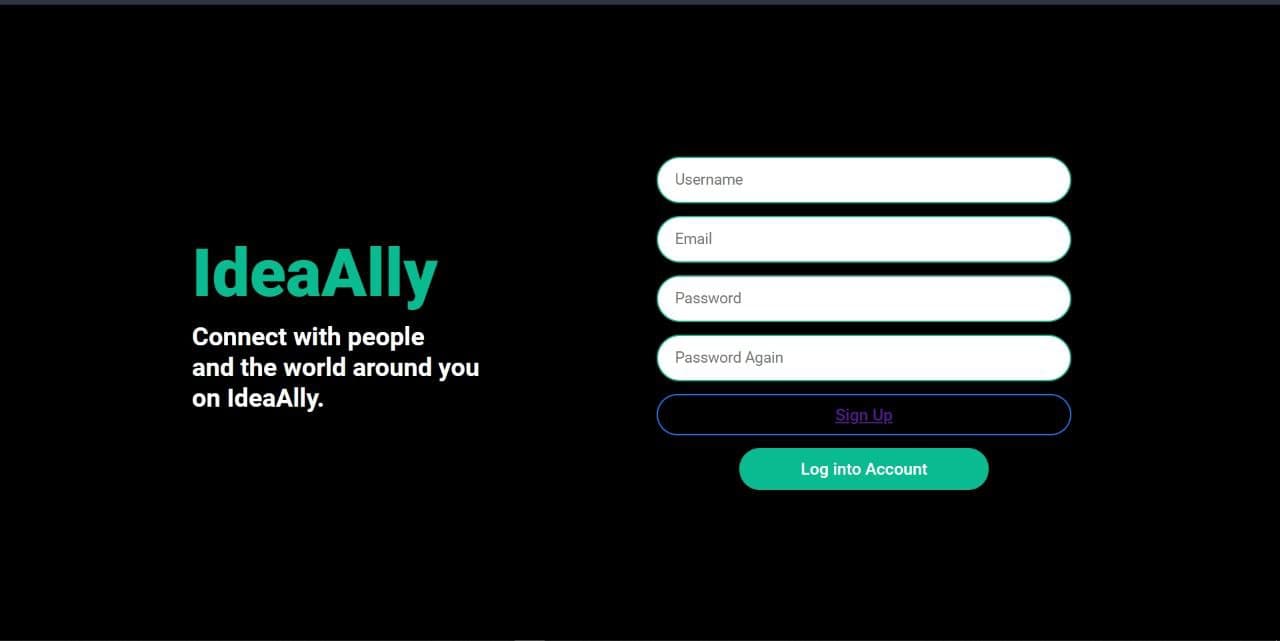 IdeaAlly
Connect with people
and the world around you
on IdeaAlly.
Username
Email
Password
Password Again
Sign Up
Log into Account